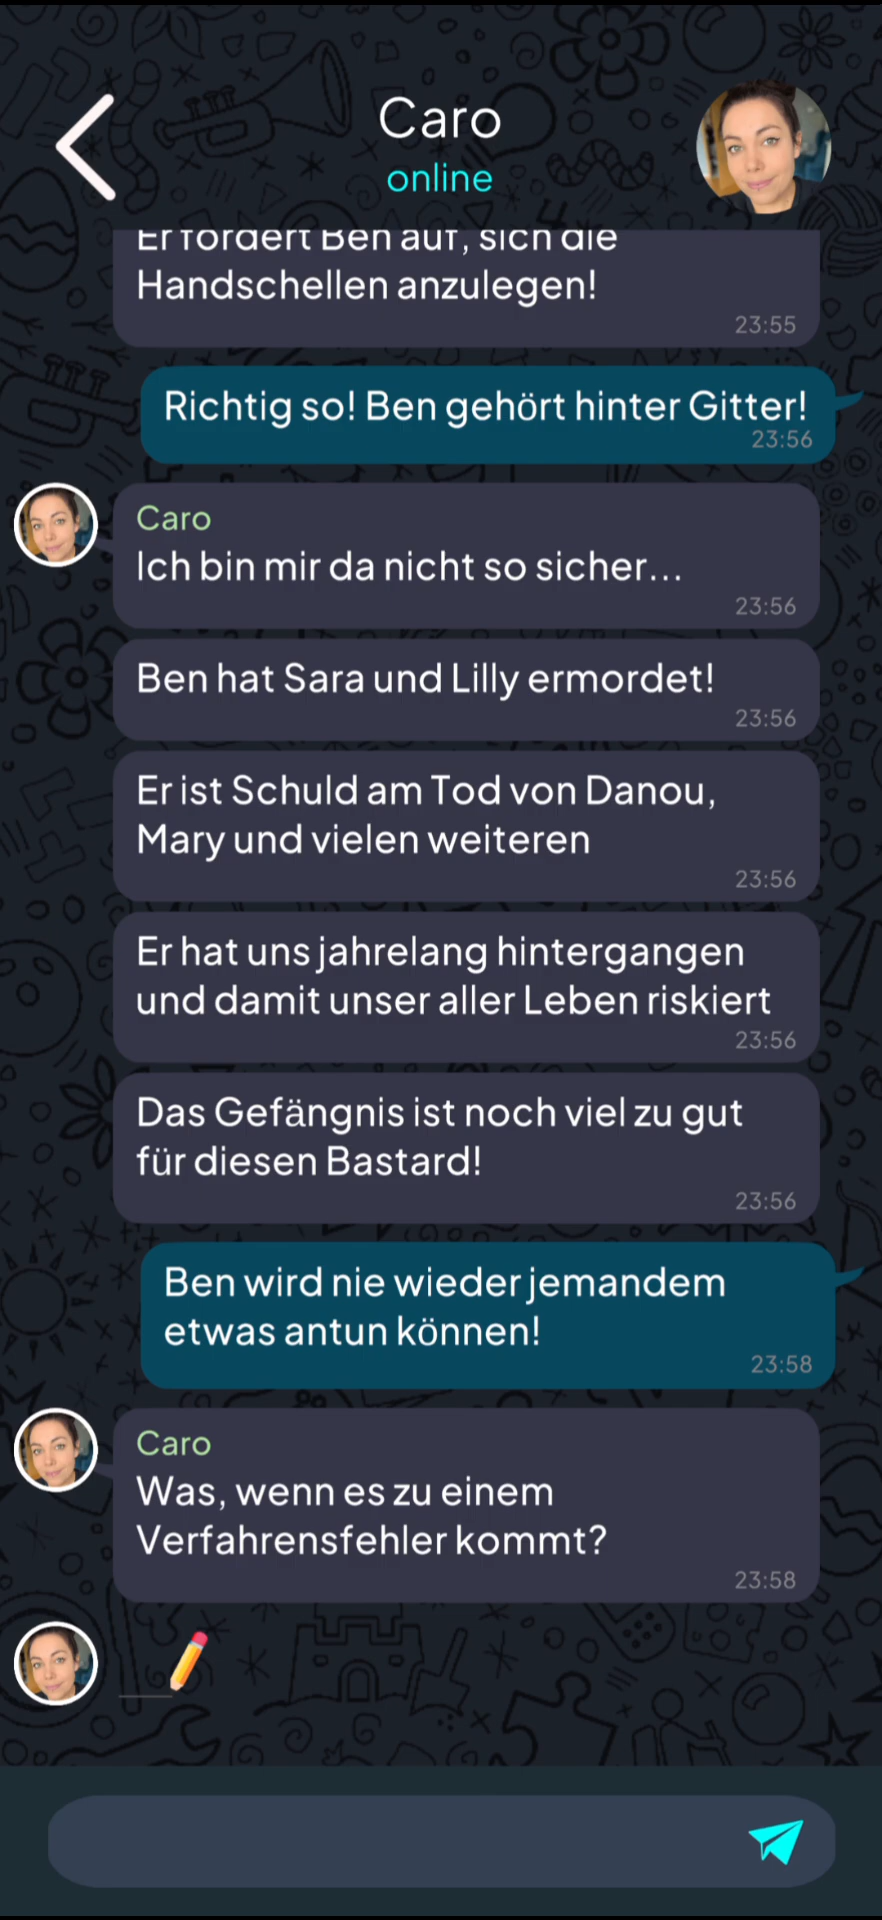 Caro
online
Er fordert Ben auf, sich die
Handschellen anzulegen!
23:55
Richtig so! Ben gehört hinter Gitter!
23:56
Caro
Ich bin mir da nicht so sicher...
23:56
Ben hat Sara und Lilly ermordet!
23:56
Er ist Schuld am Tod von Danou,
Mary und vielen weiteren
23:56
Er hat uns jahrelang hintergangen
und damit unser aller Leben riskiert
23:56
Das Gefängnis ist noch viel zu gut
für diesen Bastard!
23:56
Ben wird nie wieder jemandem
etwas antun können!
23:58
Caro
Was, wenn es zu einem
Verfahrensfehler kommt?
23:58